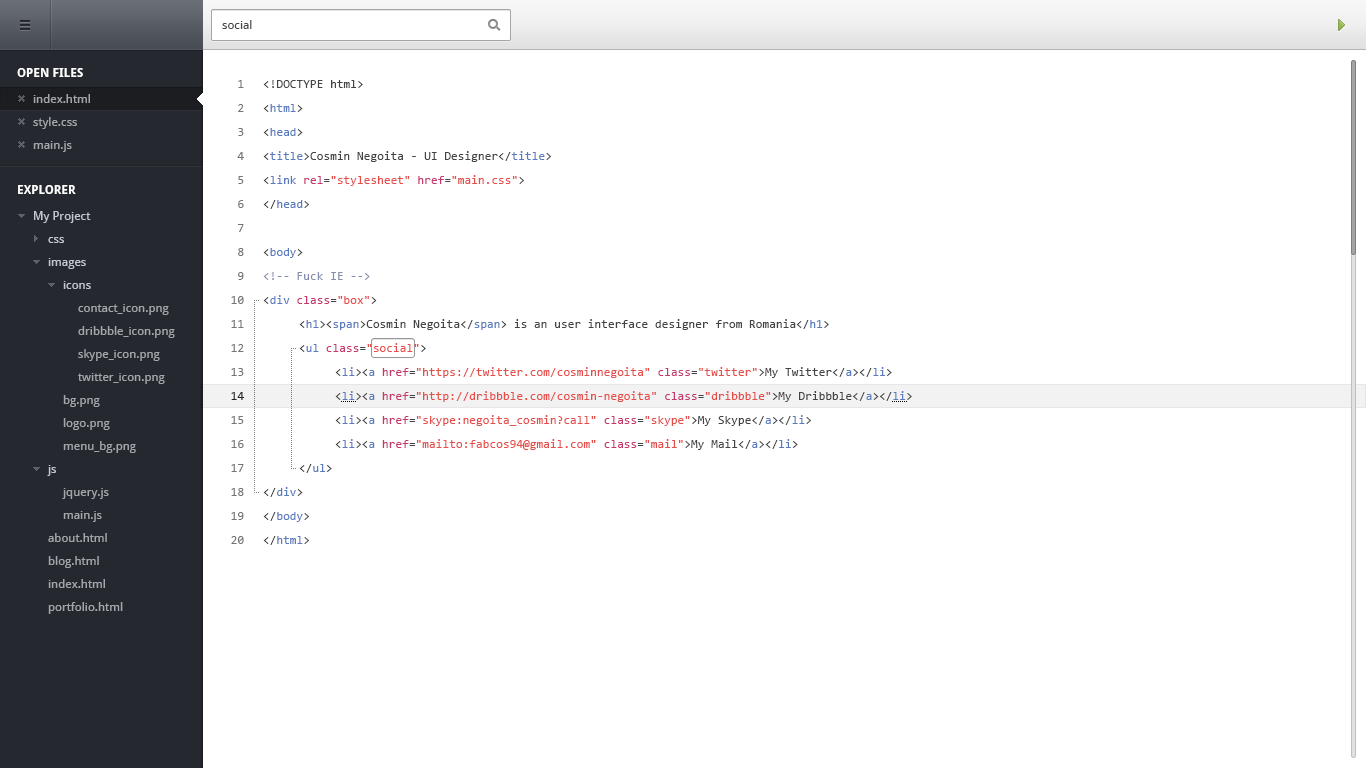 social
OPEN FILES
index.html
style.css
main.js
EXPLORER
My Project
css
images
icons
contact_icon.png
dribbble_icon.png
skype_icon.png
twitter_icon.png
bg.png
logo.png
menu_bg.png
js
jquery.js
main.js
about.html
blog.html
index.html
portfolio.html
1 <!DOCTYPE html>
2 <html>
3 <head>
4 <title>Cosmin Negoita - UI Designer</title>
5 <link rel="stylesheet" href="main.css">
6 </head>
7
8 <body>
9 <!-- Fuck IE -->
10 <div class="box">
11 <h1><span>Cosmin Negoita</span> is an user interface designer from Romania</h1>
12 <ul class="social">
13 <li><a href="https://twitter.com/cosminnegoita" class="twitter">My Twitter</a></li>
14 <li><a href="http://dribbble.com/cosmin-negoita" class="dribbble">My Dribbble</a></li>
15 <li><a href="skype:negoita_cosmin?call" class="skype">My Skype</a></li>
16 <li><a href="mailto:fabcos94@gmail.com" class="mail">My Mail</a></li>
17 </ul>
18 </div>
19 </body>
20 </html>